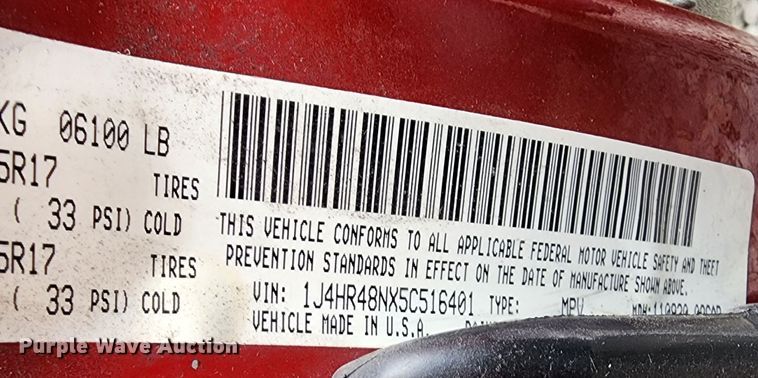 KG 06100 LB
5R17 TIRES
( 33 PSI) COLD
5R17 TIRES
( 33 PSI) COLD
THIS VEHICLE CONFORMS TO ALL APPLICABLE FEDERAL MOTOR VEHICLE SAFETY AND THEFT
PREVENTION STANDARDS IN EFFECT ON THE DATE OF MANUFACTURE SHOWN ABOVE.
VIN: 1J4HR48NX5C516401 TYPE: MPV
VEHICLE MADE IN U.S.A.
Purple Wave Auction